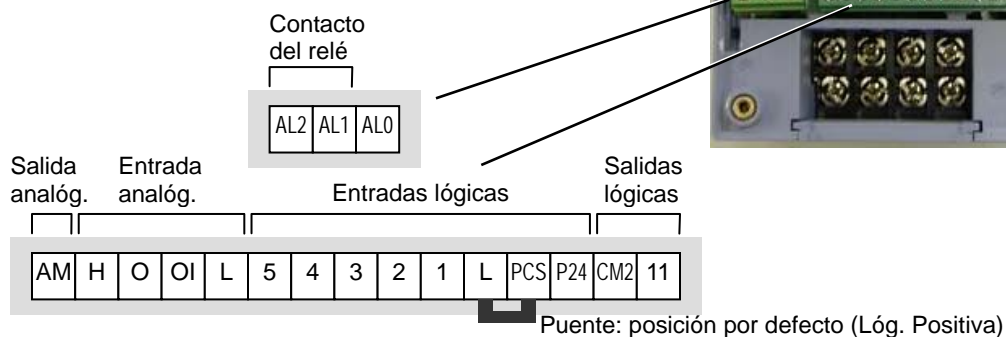 Contacto
del relé
AL2 AL1 AL0
Salida
analóg.
Entrada
analóg.
Entradas lógicas
Salidas
lógicas
AM H O OI L 5 4 3 2 1 L PCS P24 CM2 11
Puente: posición por defecto (Lóg. Positiva)